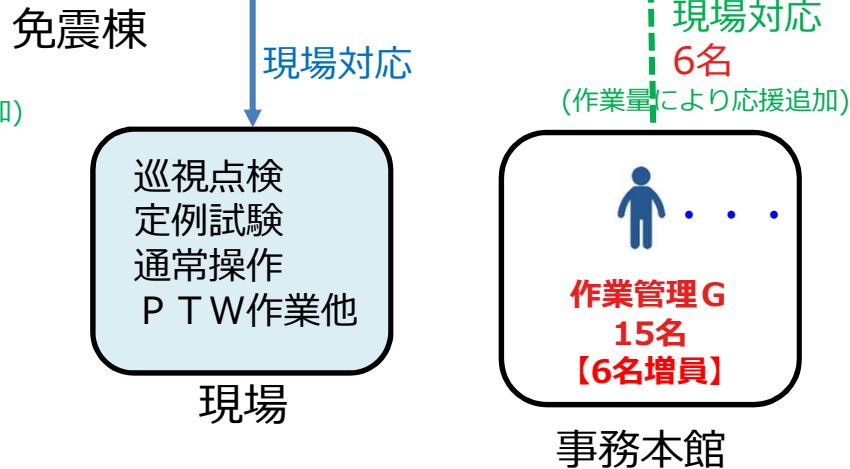 免震棟
現場対応
現場対応
6名
(作業量により応援追加)
加)
巡視点検
定例試験
通常操作
ＰＴＷ作業他
現場
・・・
作業管理Ｇ
15名
【6名増員】
事務本館